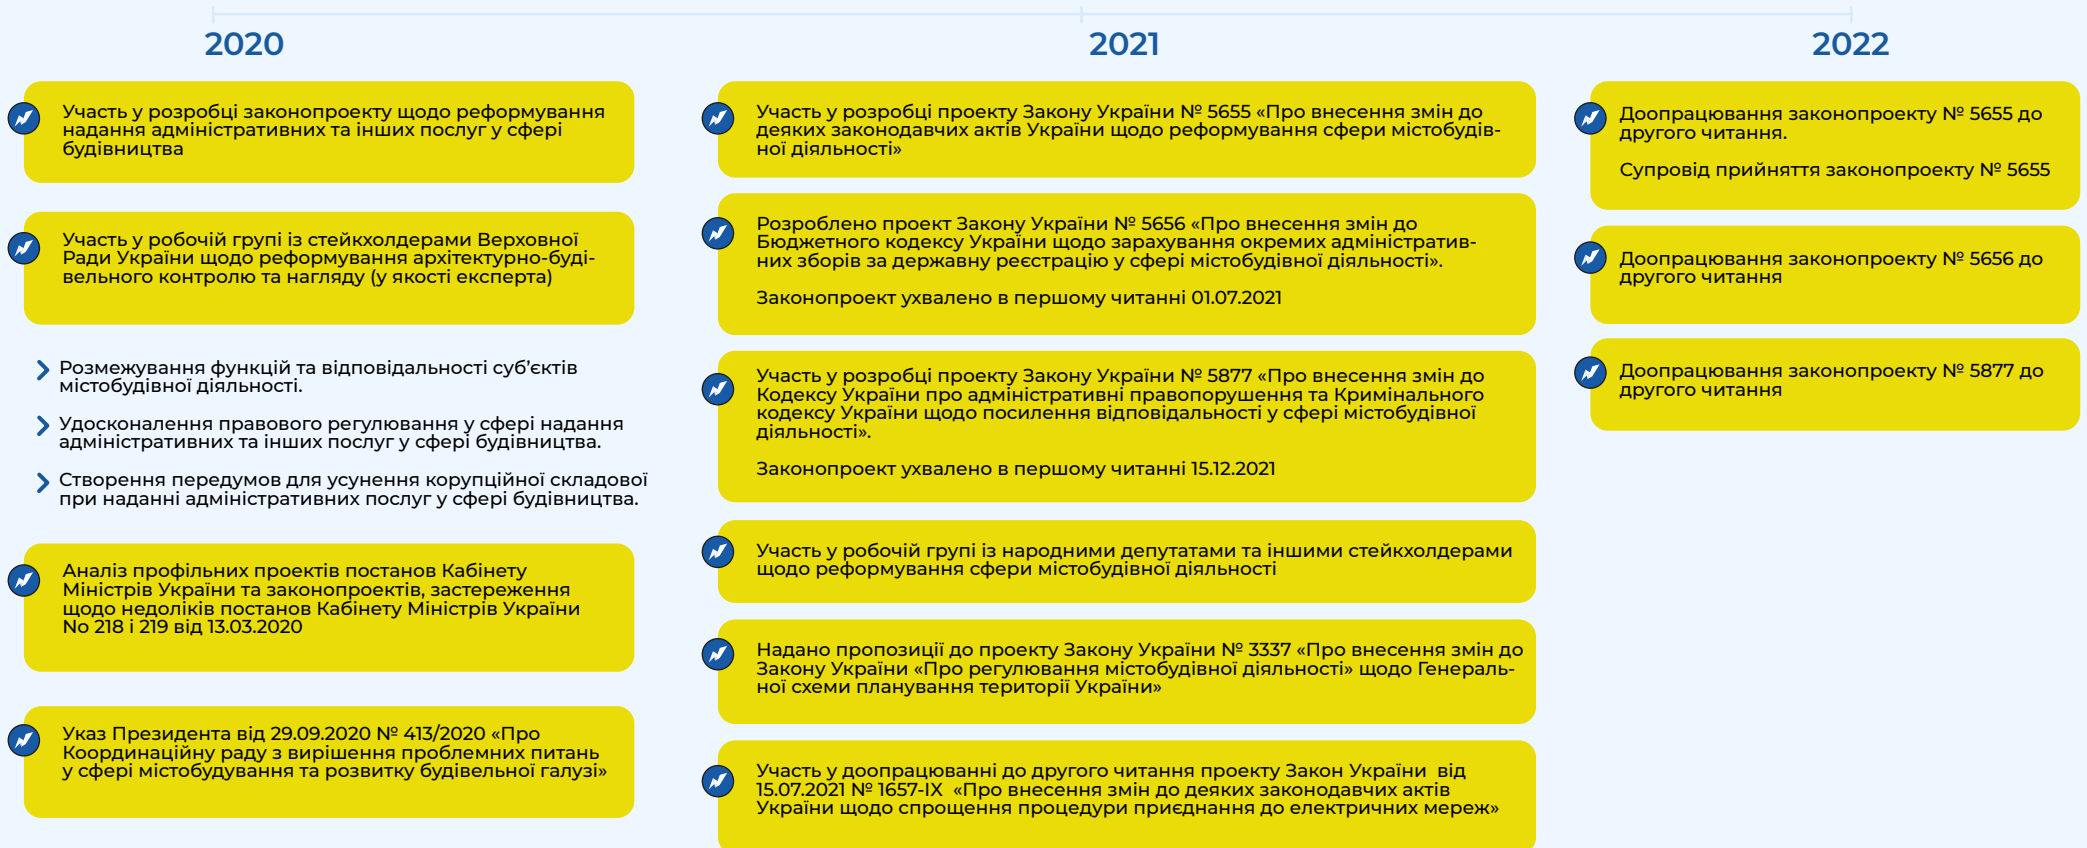 2020
Участь у розробці законопроекту щодо реформування
надання адміністративних та інших послуг у сфері
будівництва
Участь у робочій групі із стейкхолдерами Верховної
Ради України щодо реформування архітектурно-буді-
вельного контролю та нагляду (у якості експерта)
Розмежування функцій та відповідальності суб’єктів
містобудівної діяльності.
Удосконалення правового регулювання у сфері надання
адміністративних та інших послуг у сфері будівництва.
Створення передумов для усунення корупційної складової
при наданні адміністративних послуг у сфері будівництва.
Аналіз профільних проектів постанов Кабінету
Міністрів України та законопроектів, застереження
щодо недоліків постанов Кабінету Міністрів України
No 218 і 219 від 13.03.2020
Указ Президента від 29.09.2020 № 413/2020 «Про
Координаційну раду з вирішення проблемних питань
у сфері містобудування та розвитку будівельної галузі»
2021
Участь у розробці проекту Закону України № 5655 «Про внесення змін до
деяких законодавчих актів України щодо реформування сфери містобудів-
ної діяльності»
Розроблено проект Закону України № 5656 «Про внесення змін до
Бюджетного кодексу України щодо зарахування окремих адміністратив-
них зборів за державну реєстрацію у сфері містобудівної діяльності».
Законопроект ухвалено в першому читанні 01.07.2021
Участь у розробці проекту Закону України № 5877 «Про внесення змін до
Кодексу України про адміністративні правопорушення та Кримінального
кодексу України щодо посилення відповідальності у сфері містобудівної
діяльності».
Законопроект ухвалено в першому читанні 15.12.2021
Участь у робочій групі із народними депутатами та іншими стейкхолдерами
щодо реформування сфери містобудівної діяльності
Надано пропозиції до проекту Закону України № 3337 «Про внесення змін до
Закону України «Про регулювання містобудівної діяльності» щодо Генераль-
ної схеми планування території України»
Участь у доопрацюванні до другого читання проекту Закон України від
15.07.2021 № 1657-IX «Про внесення змін до деяких законодавчих актів
України щодо спрощення процедури приєднання до електричних мереж»
2022
Доопрацювання законопроекту № 5655 до
другого читання.
Супровід прийняття законопроекту № 5655
Доопрацювання законопроекту № 5656 до
другого читання
Доопрацювання законопроекту № 5877 до
другого читання